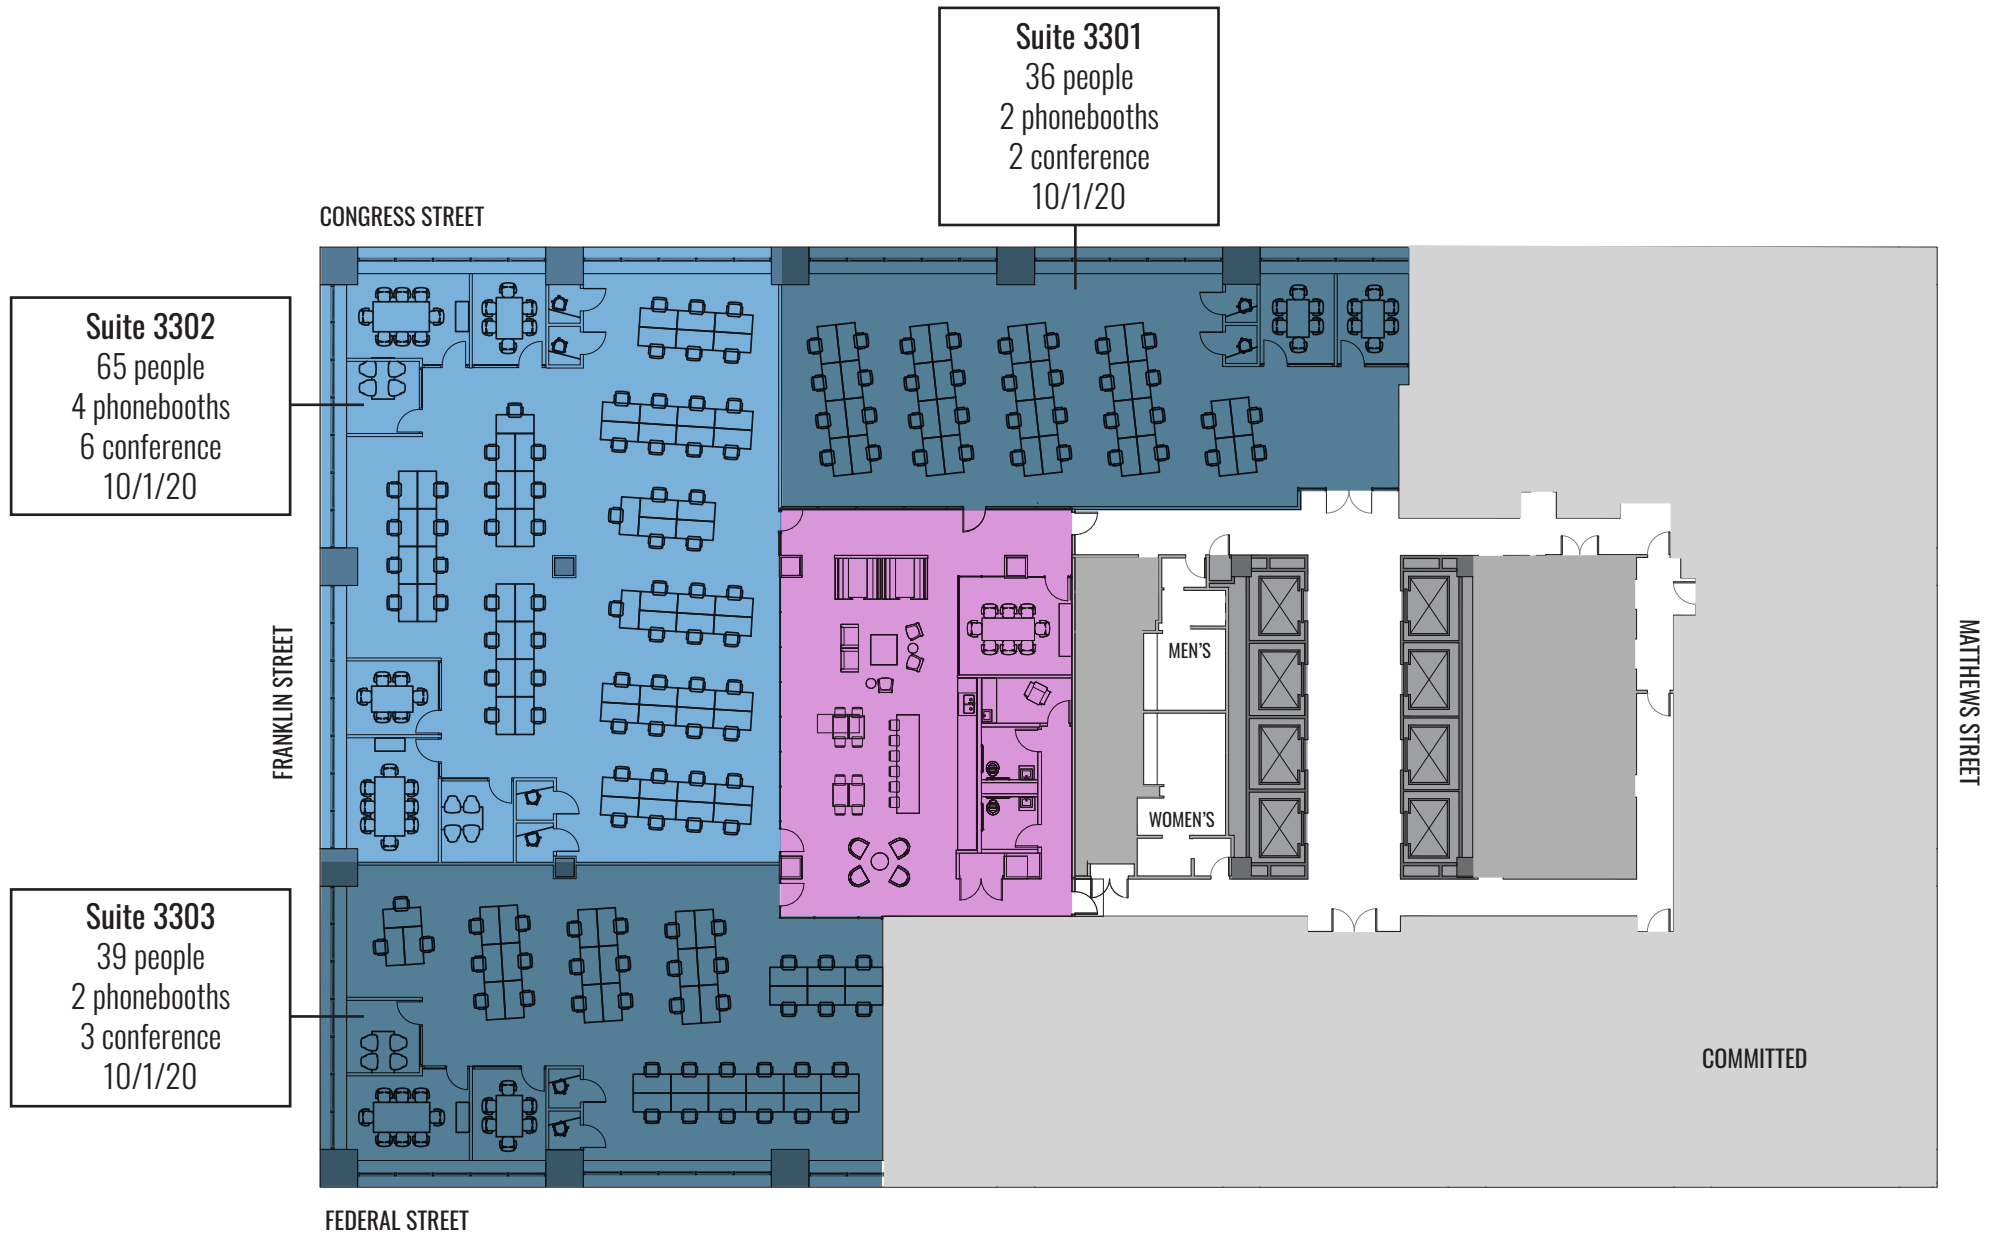 Suite 3301
36 people
2 phonebooths
2 conference
10/1/20
CONGRESS STREET
Suite 3302
65 people
4 phonebooths
6 conference
10/1/20
FRANKLIN STREET
MEN'S
WOMEN'S
MATTHEWS STREET
Suite 3303
39 people
2 phonebooths
3 conference
10/1/20
COMMITTED
FEDERAL STREET